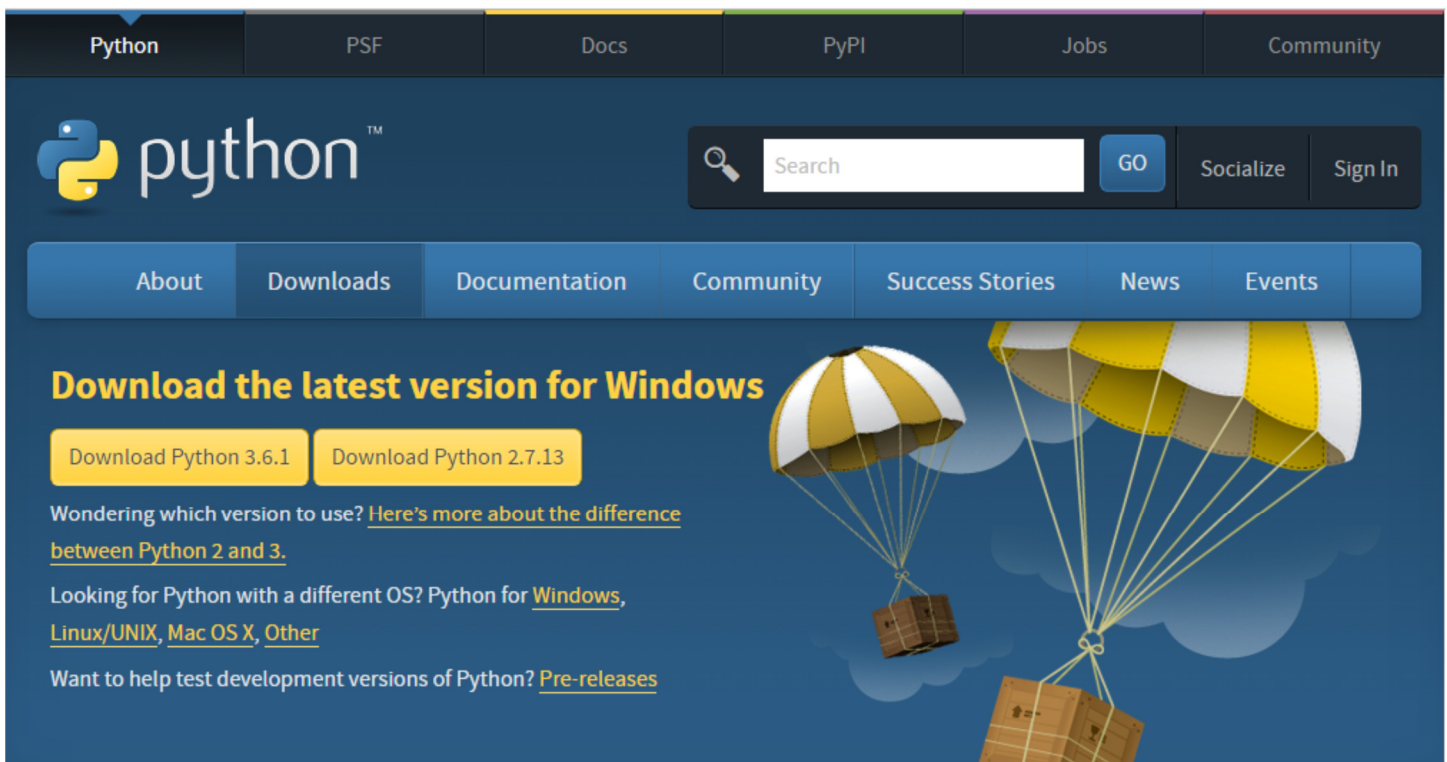 Python PSF Docs PyPI Jobs Community
python™
Search GO Socialize Sign In
About Downloads Documentation Community Success Stories News Events
Download the latest version for Windows
Download Python 3.6.1 Download Python 2.7.13
Wondering which version to use? Here's more about the difference
between Python 2 and 3.
Looking for Python with a different OS? Python for Windows,
Linux/UNIX, Mac OS X, Other
Want to help test development versions of Python? Pre-releases